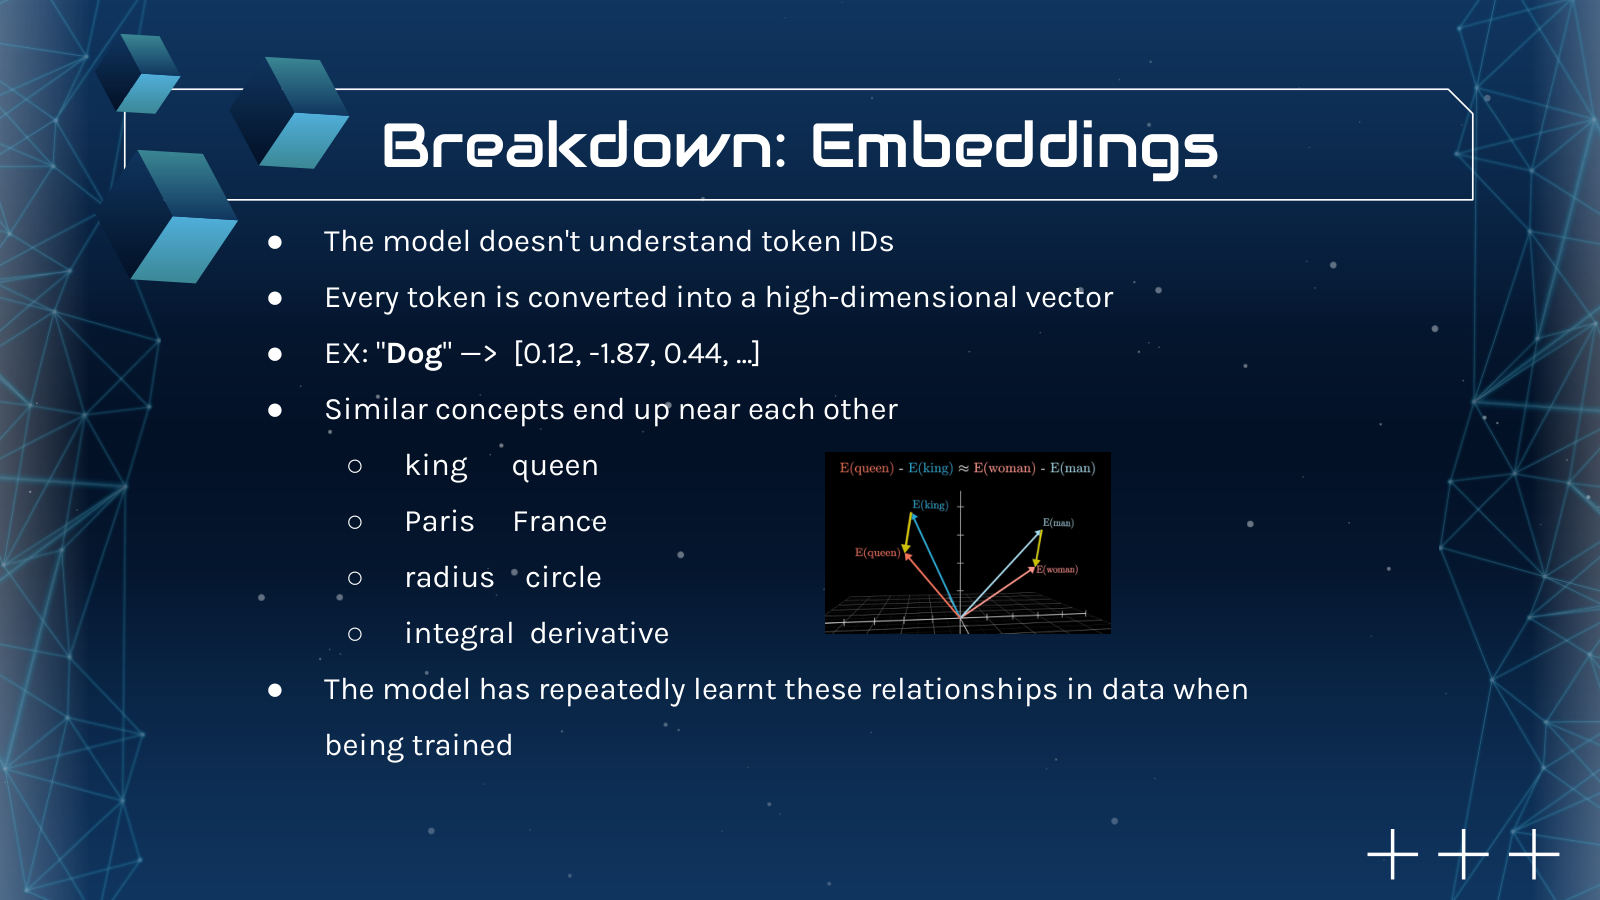 Breakdown: Embeddings
● The model doesn't understand token IDs
● Every token is converted into a high-dimensional vector
● EX: "Dog" —> [0.12, -1.87, 0.44, ...]
● Similar concepts end up near each other
○ king queen
○ Paris France
○ radius circle
○ integral derivative
E(queen) - E(king) ≈ E(woman) - E(man)
E(king)
E(man)
E(queen)
E(woman)
● The model has repeatedly learnt these relationships in data when
being trained